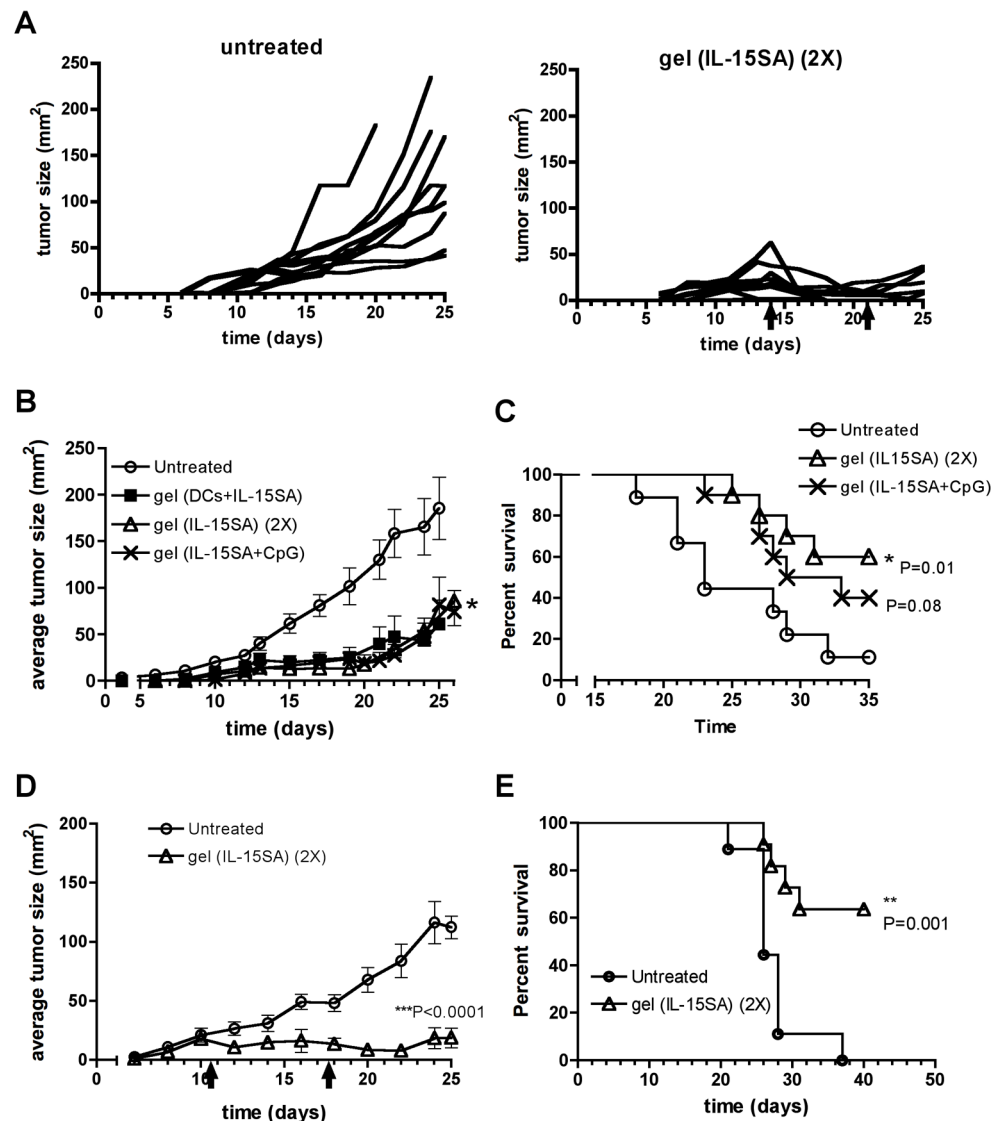 A
untreated
gel (IL-15SA) (2X)
tumor size (mm²)
250
200
150
100
50
0
0 5 10 15 20 25
time (days)
tumor size (mm²)
250
200
150
100
50
0
0 5 10 15 20 25
time (days)
B
average tumor size (mm²)
250
200
150
100
50
0
Untreated
gel (DCs+IL-15SA)
gel (IL-15SA) (2X)
gel (IL-15SA+CpG)
*
0 5 10 15 20 25
time (days)
C
Untreated
gel (IL15SA) (2X)
gel (IL-15SA+CpG)
Percent survival
100
80
60
40
20
0
* P=0.01
P=0.08
0 15 20 25 30 35
Time
D
average tumor size (mm²)
200
150
100
50
0
Untreated
gel (IL-15SA) (2X)
***P<0.0001
0 10 15 20 25
time (days)
E
Percent survival
100
80
60
40
20
0
**
P=0.001
Untreated
gel (IL-15SA) (2X)
0 10 20 30 40 50
time (days)